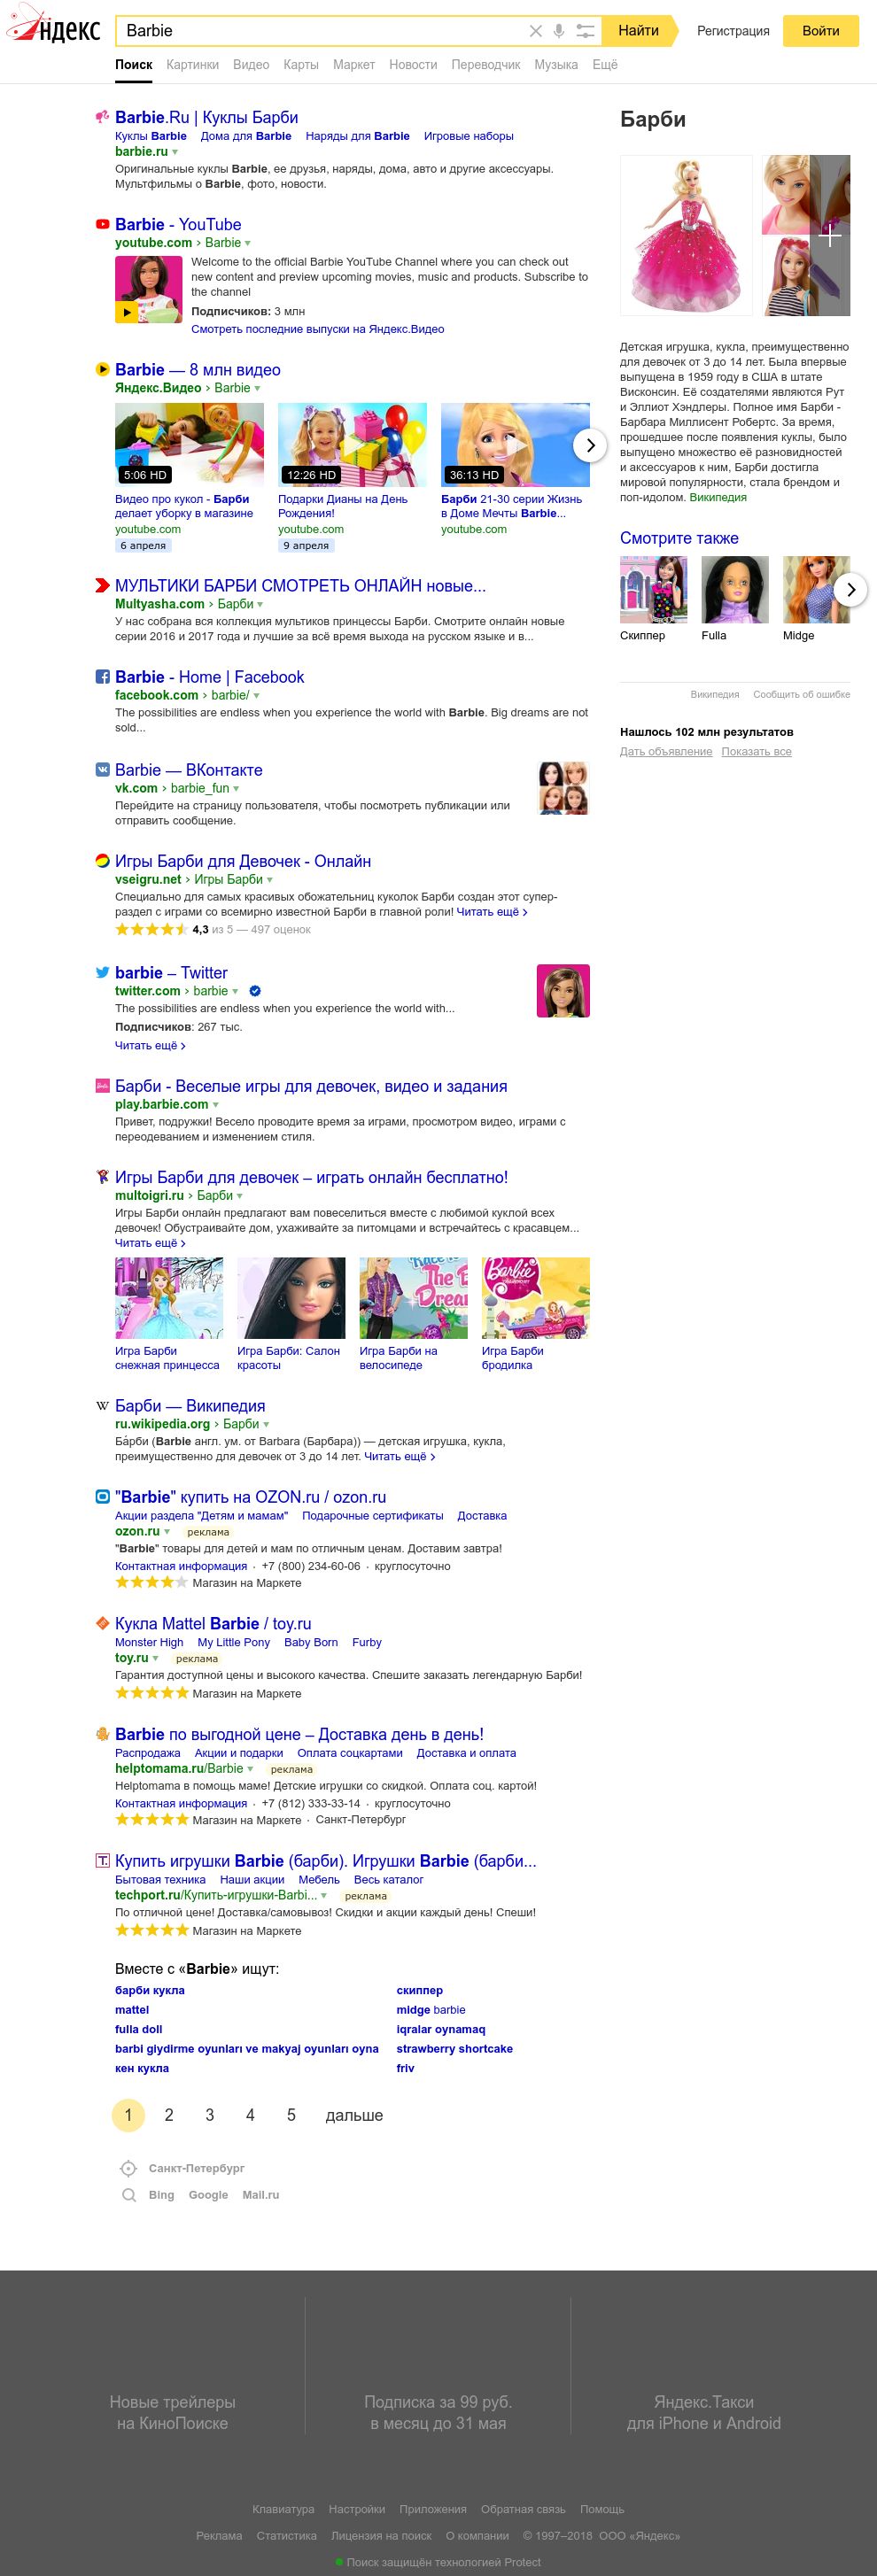 Яндекс
Barbie
Найти
Регистрация
Войти
Поиск Картинки Видео Карты Маркет Новости Переводчик Музыка Ещё
Barbie.Ru | Куклы Барби
Куклы Barbie Дома для Barbie Наряды для Barbie Игровые наборы
barbie.ru
Оригинальные куклы Barbie, ее друзья, наряды, дома, авто и другие аксессуары.
Мультфильмы о Barbie, фото, новости.
Barbie - YouTube
youtube.com › Barbie
Welcome to the official Barbie YouTube Channel where you can check out
new content and preview upcoming movies, music and products. Subscribe to
the channel
Подписчиков: 3 млн
Смотреть последние выпуски на Яндекс.Видео
Barbie — 8 млн видео
Яндекс.Видео › Barbie
5:06 HD
Видео про кукол - Барби
делает уборку в магазине
youtube.com
6 апреля
12:26 HD
Подарки Дианы на День
Рождения!
youtube.com
9 апреля
36:13 HD
Барби 21-30 серии Жизнь
в Доме Мечты Barbie...
youtube.com
МУЛЬТИКИ БАРБИ СМОТРЕТЬ ОНЛАЙН новые...
Multyasha.com › Барби
У нас собрана вся коллекция мультиков принцессы Барби. Смотрите онлайн новые
серии 2016 и 2017 года и лучшие за всё время выхода на русском языке и в...
Barbie - Home | Facebook
facebook.com › barbie/
The possibilities are endless when you experience the world with Barbie. Big dreams are not
sold...
Barbie — ВКонтакте
vk.com › barbie_fun
Перейдите на страницу пользователя, чтобы посмотреть публикации или
отправить сообщение.
Игры Барби для Девочек - Онлайн
vseigru.net › Игры Барби
Специально для самых красивых обожательниц куколок Барби создан этот супер-
раздел с играми со всемирно известной Барби в главной роли! Читать ещё ›
4,3 из 5 — 497 оценок
barbie – Twitter
twitter.com › barbie
The possibilities are endless when you experience the world with...
Подписчиков: 267 тыс.
Читать ещё ›
Барби - Веселые игры для девочек, видео и задания
play.barbie.com
Привет, подружки! Весело проводите время за играми, просмотром видео, играми с
переодеванием и изменением стиля.
Игры Барби для девочек – играть онлайн бесплатно!
multoigri.ru › Барби
Игры Барби онлайн предлагают вам повеселиться вместе с любимой куклой всех
девочек! Обустраивайте дом, ухаживайте за питомцами и встречайтесь с красавцем...
Читать ещё ›
Barbie
Игра Барби
снежная принцесса
Игра Барби: Салон
красоты
Игра Барби на
велосипеде
Игра Барби
бродилка
Барби — Википедия
ru.wikipedia.org › Барби
Ба́рби (Barbie англ. ум. от Barbara (Барбара)) — детская игрушка, кукла,
преимущественно для девочек от 3 до 14 лет. Читать ещё ›
"Barbie" купить на OZON.ru / ozon.ru
Акции раздела "Детям и мамам" Подарочные сертификаты Доставка
ozon.ru реклама
"Barbie" товары для детей и мам по отличным ценам. Доставим завтра!
Контактная информация · +7 (800) 234-60-06 · круглосуточно
Магазин на Маркете
Кукла Mattel Barbie / toy.ru
Monster High My Little Pony Baby Born Furby
toy.ru реклама
Гарантия доступной цены и высокого качества. Спешите заказать легендарную Барби!
Магазин на Маркете
Barbie по выгодной цене – Доставка день в день!
Распродажа Акции и подарки Оплата соцкартами Доставка и оплата
helptomama.ru/Barbie реклама
Helptomama в помощь маме! Детские игрушки со скидкой. Оплата соц. картой!
Контактная информация · +7 (812) 333-33-14 · круглосуточно
Магазин на Маркете · Санкт-Петербург
Купить игрушки Barbie (барби). Игрушки Barbie (барби...
Бытовая техника Наши акции Мебель Весь каталог
techport.ru/Купить-игрушки-Barbi... реклама
По отличной цене! Доставка/самовывоз! Скидки и акции каждый день! Спеши!
Магазин на Маркете
Вместе с «Barbie» ищут:
барби кукла
mattel
fulla doll
barbi giydirme oyunları ve makyaj oyunları oyna
кен кукла
скиппер
midge barbie
iqralar oynamaq
strawberry shortcake
friv
1 2 3 4 5 дальше
Санкт-Петербург
Bing Google Mail.ru
Барби
Детская игрушка, кукла, преимущественно
для девочек от 3 до 14 лет. Была впервые
выпущена в 1959 году в США в штате
Висконсин. Её создателями являются Рут
и Эллиот Хэндлеры. Полное имя Барби -
Барбара Миллисент Робертс. За время,
прошедшее после появления куклы, было
выпущено множество её разновидностей
и аксессуаров к ним, Барби достигла
мировой популярности, стала брендом и
поп-идолом. Википедия
Смотрите также
Скиппер
Fulla
Midge
Википедия Сообщить об ошибке
Нашлось 102 млн результатов
Дать объявление Показать все
Новые трейлеры
на КиноПоиске
Подписка за 99 руб.
в месяц до 31 мая
Яндекс.Такси
для iPhone и Android
Клавиатура Настройки Приложения Обратная связь Помощь
Реклама Статистика Лицензия на поиск О компании © 1997–2018 ООО «Яндекс»
Поиск защищён технологией Protect